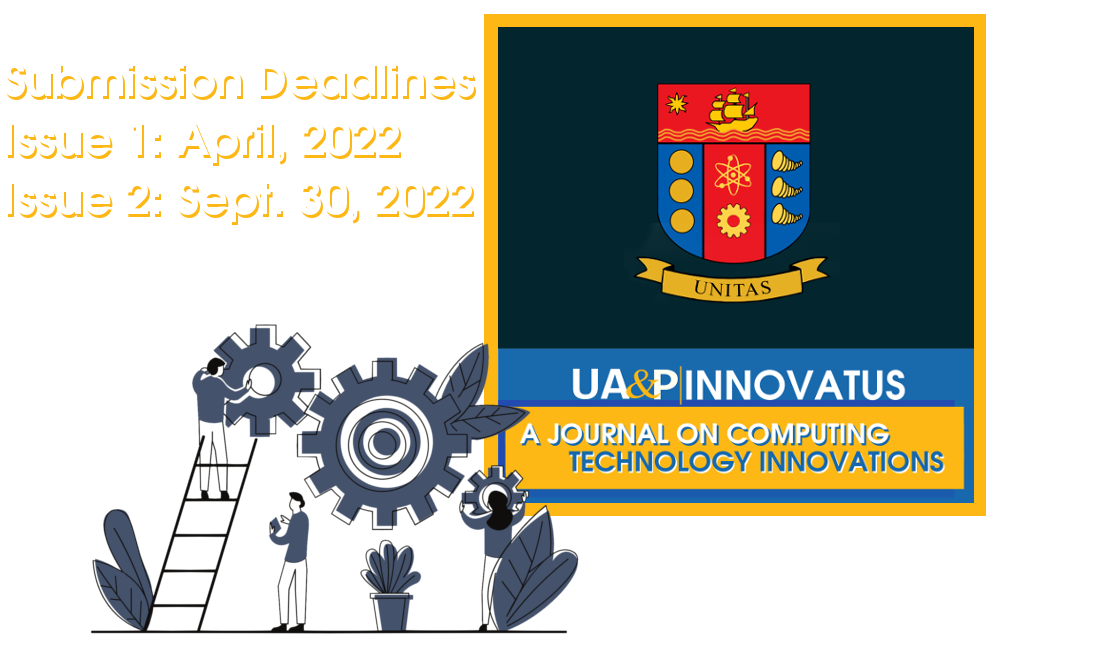 Submission Deadlines
Issue 1: April, 2022
Issue 2: Sept. 30, 2022
UNITAS
UA&P|INNOVATUS
A JOURNAL ON COMPUTING
TECHNOLOGY INNOVATIONS